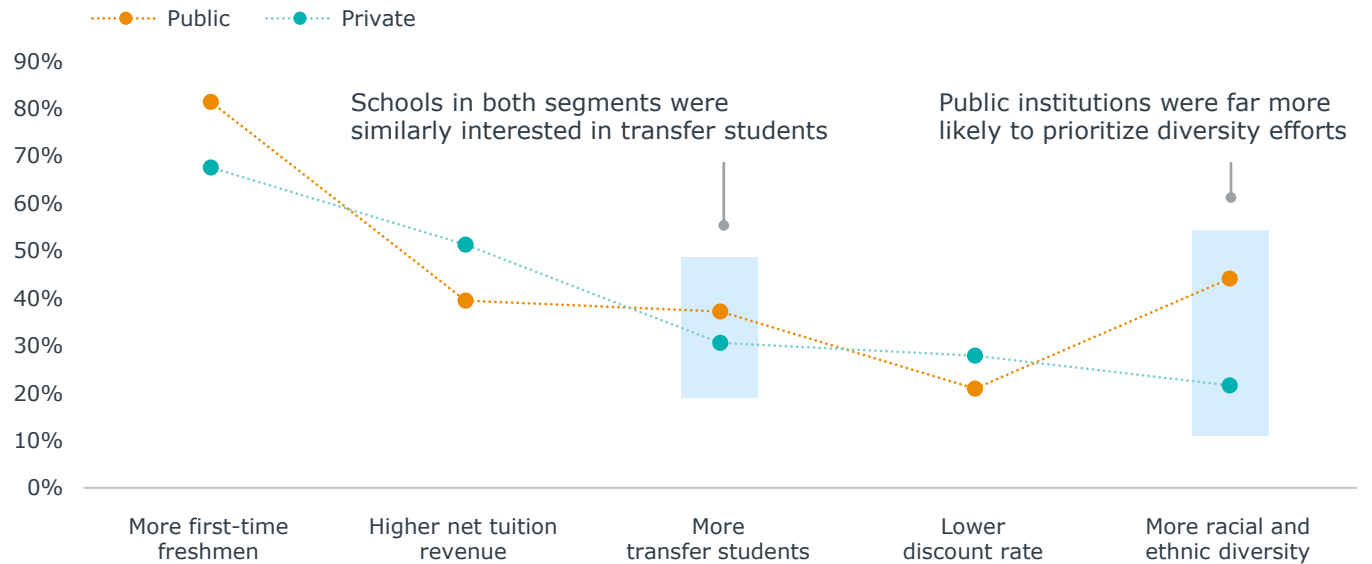 Public Private
90%
Schools in both segments were
similarly interested in transfer students
Public institutions were far more
likely to prioritize diversity efforts
80%
70%
60%
50%
40%
30%
20%
10%
0%
More first-time
freshmen
Higher net tuition
revenue
More
transfer students
Lower
discount rate
More racial and
ethnic diversity